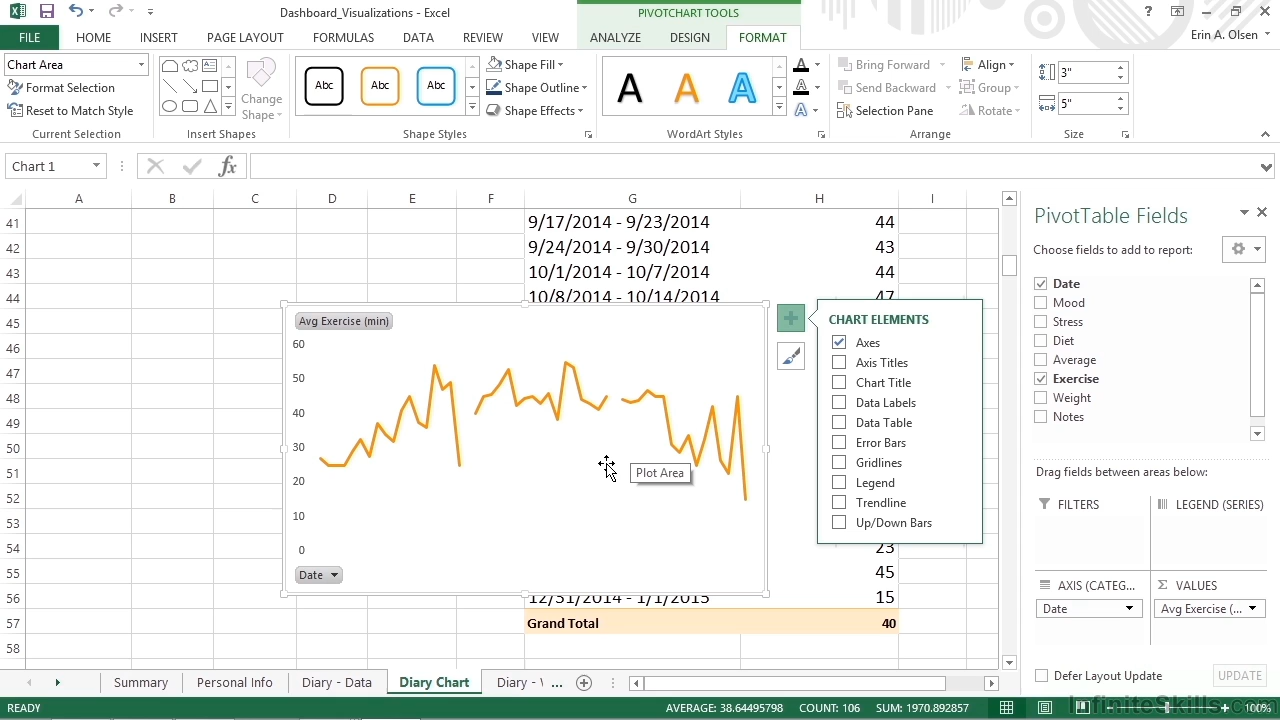 Dashboard_Visualizations - Excel
PIVOTCHART TOOLS
?
FILE HOME INSERT PAGE LAYOUT FORMULAS DATA REVIEW VIEW ANALYZE DESIGN FORMAT
Erin A. Olsen
Chart Area
Format Selection
Reset to Match Style
Current Selection
Change
Shape
Insert Shapes
Abc Abc Abc
Shape Fill
Shape Outline
Shape Effects
Shape Styles
A A A
WordArt Styles
Bring Forward
Send Backward
Selection Pane
Align
Group
Rotate
Arrange
3"
5"
Size
Chart 1
fx
A B C D E F G H I
41 9/17/2014 - 9/23/2014 44
42 9/24/2014 - 9/30/2014 43
43 10/1/2014 - 10/7/2014 44
44 10/8/2014 - 10/14/2014 47
45
46
47
48
49
50
51
52
53
54 23
55 45
56 12/31/2014 - 1/1/2015 15
57 Grand Total 40
58
Avg Exercise (min)
60
50
40
30
20
10
0
Plot Area
Date
CHART ELEMENTS
Axes
Axis Titles
Chart Title
Data Labels
Data Table
Error Bars
Gridlines
Legend
Trendline
Up/Down Bars
PivotTable Fields
Choose fields to add to report:
Date
Mood
Stress
Diet
Average
Exercise
Weight
Notes
Drag fields between areas below:
FILTERS
LEGEND (SERIES)
AXIS (CATEG...
Date
Σ VALUES
Avg Exercise (...
Defer Layout Update
UPDATE
Summary Personal Info Diary - Data Diary Chart Diary - V ...
READY
AVERAGE: 38.64495798 COUNT: 106 SUM: 1970.892857
100%
InfiniteSkills.com